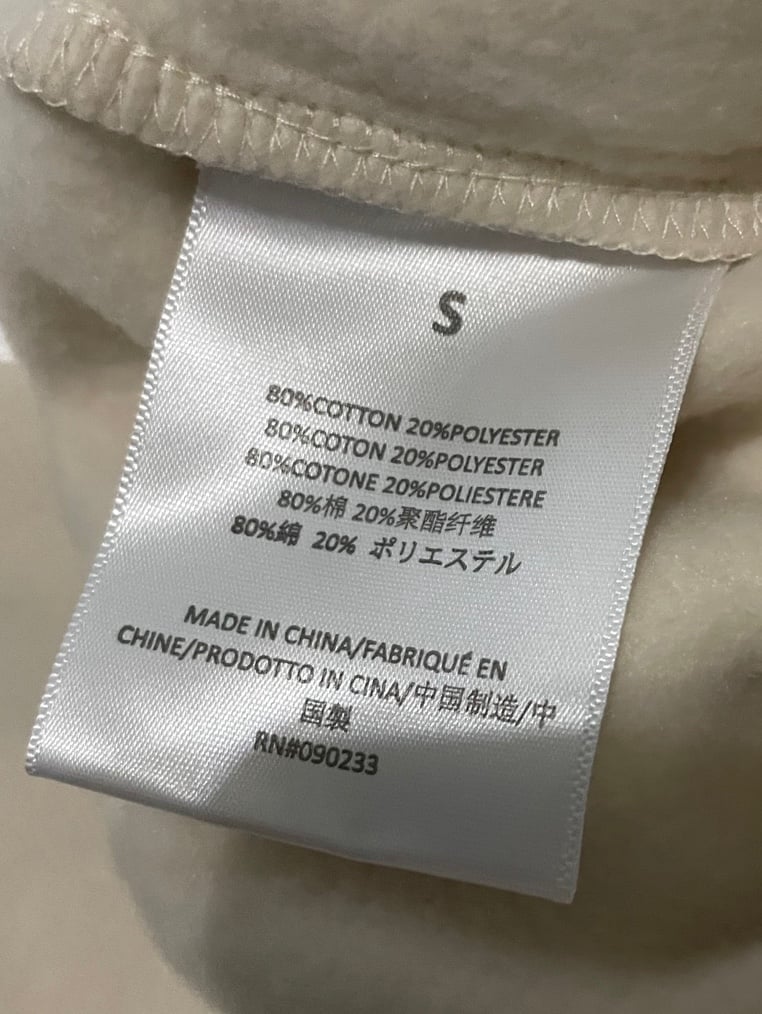 S
80%COTTON 20%POLYESTER
80%COTON 20%POLYESTER
80%COTONE 20%POLIESTERE
80%棉 20%聚酯纤维
80%綿 20% ポリエステル
MADE IN CHINA/FABRIQUÉ EN
CHINE/PRODOTTO IN CINA/中国制造/中
国製
RN#090233